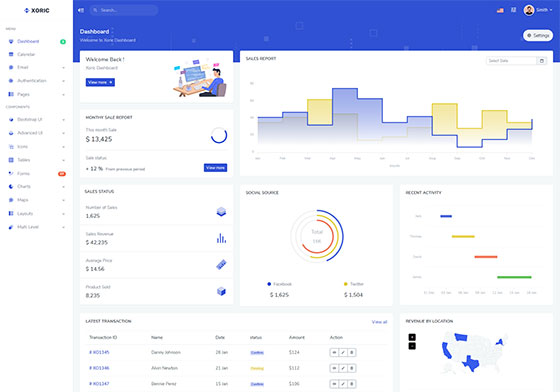 XORIC
Search...
Smith
MENU
Dashboard
Calendar
Email
Authentication
Pages
COMPONENTS
Bootstrap UI
Advanced UI
Icons
Tables
Forms
Charts
Maps
Layouts
Multi Level
Dashboard
Welcome to Xoric Dashboard
Settings
Welcome Back !
Xoric Dashboard
View more
MONTHY SALE REPORT
This month Sale
$ 13,425
Sale status
+ 12 % From previous period
View more
SALES REPORT
Select Date
Jan Feb Mar Apr May Jun Jul Aug Sep Oct Nov Dec
Month
SALES STATUS
Number of Sales
1,625
Sales Revenue
$ 42,235
Average Price
$ 14.56
Product Sold
8,235
SOCIAL SOURCE
Total
Facebook
$ 1,625
Twitter
$ 1,504
RECENT ACTIVITY
LATEST TRANSACTION
View all
Transaction ID Name Date status Amount Action
# XO1345 Danny Johnson 28 Jan Confirm $124
# XO1346 Alvin Newton 21 Jan Pending $112
# XO1347 Bennie Perez 15 Jan Confirm $106
REVENUE BY LOCATION
+
−